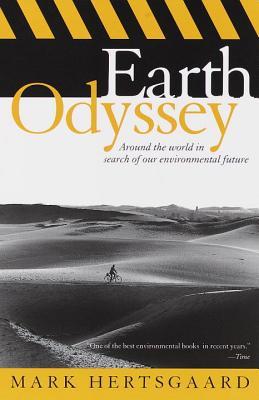 Earth
Odyssey
Around the world in
search of our environmental future
"One of the best environmental books in recent years."
—Time
MARK HERTSGAARD